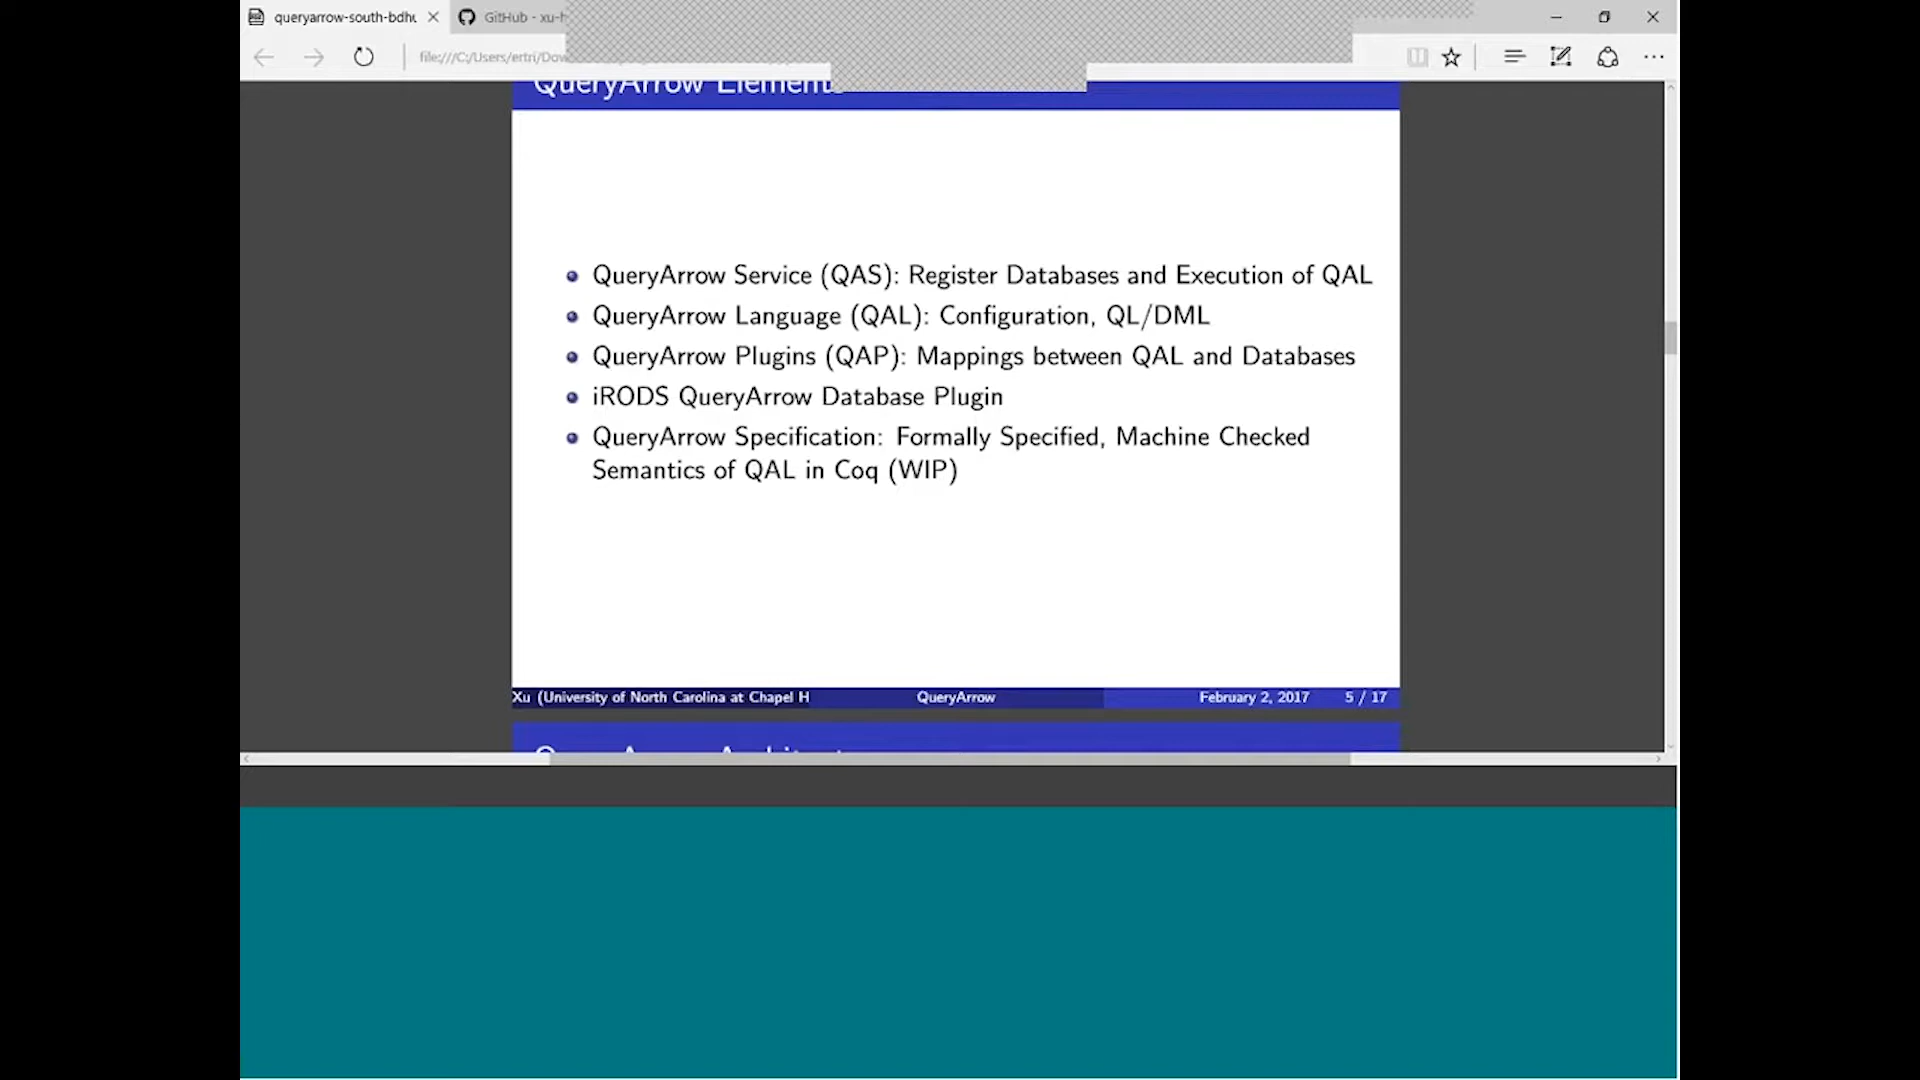 queryarrow-south-bdhu
GitHub - xu-h
file:///C:/Users/ertri/Dow
QueryArrow Elements
QueryArrow Service (QAS): Register Databases and Execution of QAL
QueryArrow Language (QAL): Configuration, QL/DML
QueryArrow Plugins (QAP): Mappings between QAL and Databases
iRODS QueryArrow Database Plugin
QueryArrow Specification: Formally Specified, Machine Checked
Semantics of QAL in Coq (WIP)
Xu (University of North Carolina at Chapel H
QueryArrow
February 2, 2017
5 / 17